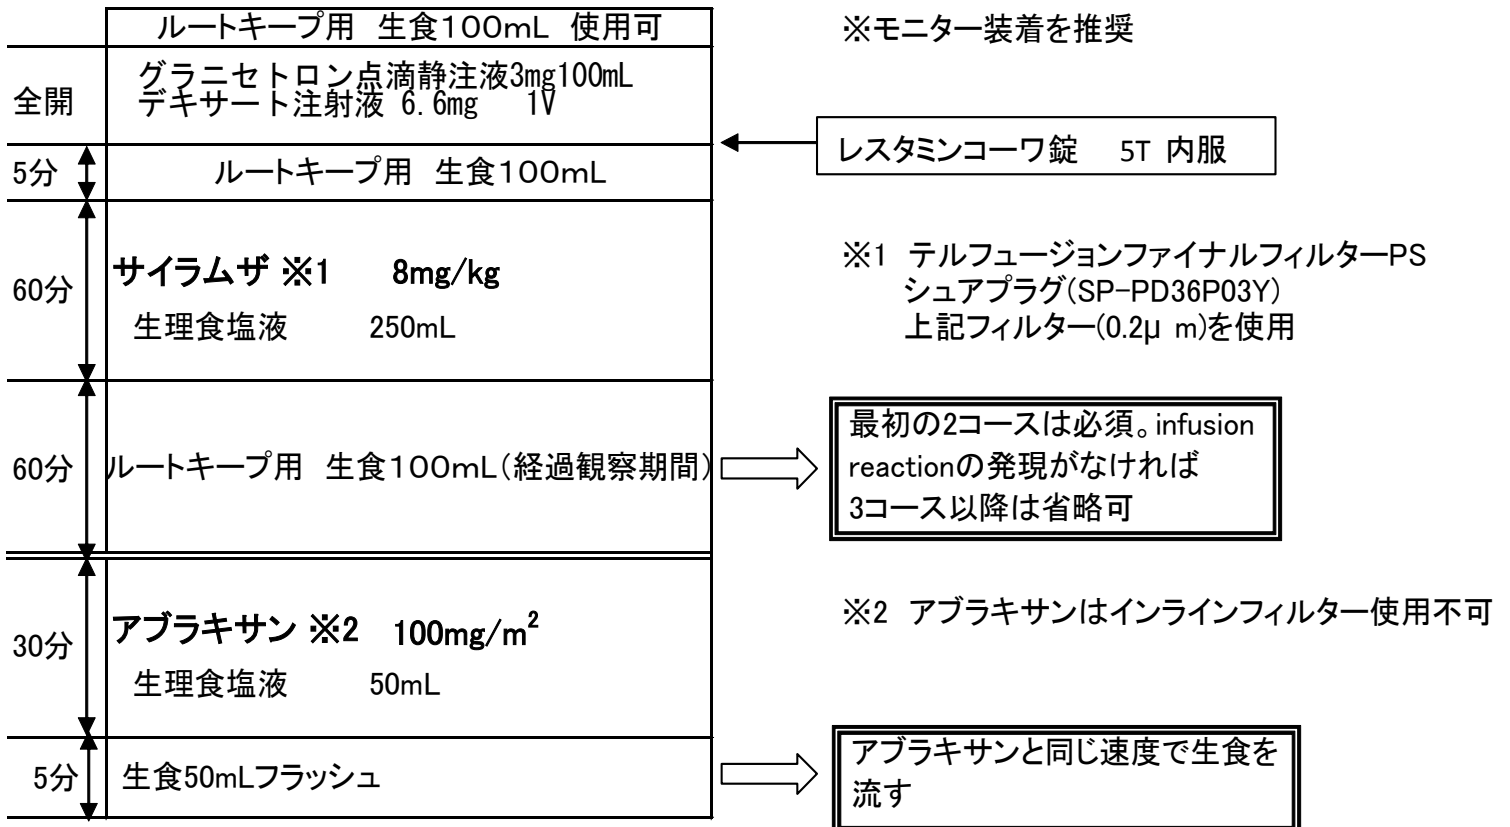 ルートキープ用 生食100mL 使用可
※モニター装着を推奨
全開
グラニセトロン点滴静注液3mg100mL
デキサート注射液 6.6mg 1V
レスタミンコーワ錠 5T 内服
5分
ルートキープ用 生食100mL
60分
サイラムザ ※1 8mg/kg
生理食塩液 250mL
※1 テルフュージョンファイナルフィルターPS
シュアプラグ(SP-PD36P03Y)
上記フィルター(0.2μ m)を使用
60分
ルートキープ用 生食100mL(経過観察期間)
最初の2コースは必須。infusion
reactionの発現がなければ
3コース以降は省略可
30分
アブラキサン ※2 100mg/m²
生理食塩液 50mL
※2 アブラキサンはインラインフィルター使用不可
5分
生食50mLフラッシュ
アブラキサンと同じ速度で生食を
流す